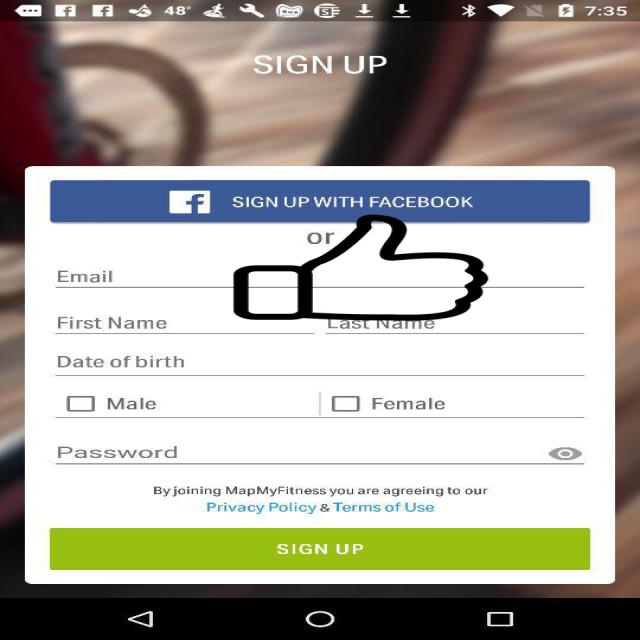 48° 7:35
SIGN UP
f SIGN UP WITH FACEBOOK
or
Email
First Name Last Name
Date of birth
Male Female
Password
By joining MapMyFitness you are agreeing to our
Privacy Policy & Terms of Use
SIGN UP